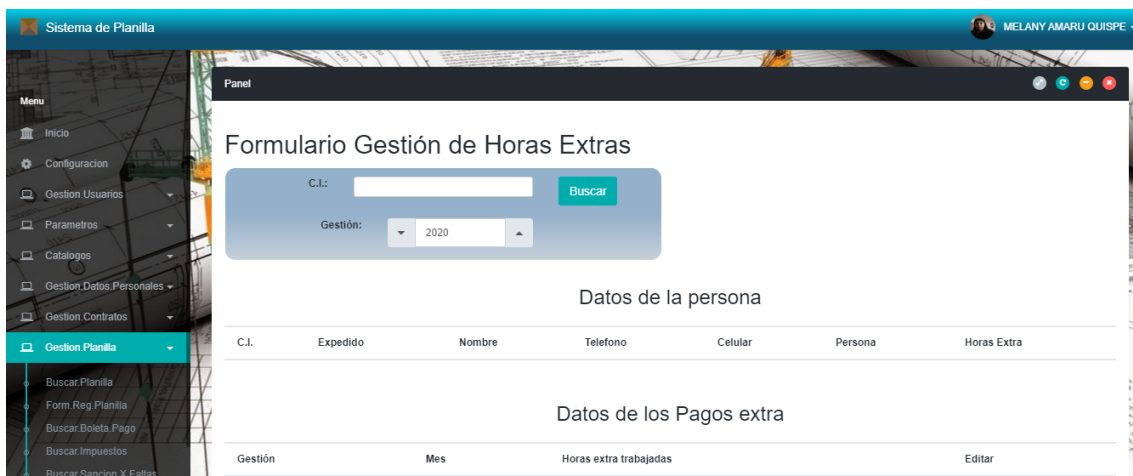 Sistema de Planilla
MELANY AMARU QUISPE
Panel
Menu
Inicio
Configuracion
Gestion.Usuarios
Parametros
Catalogos
Gestion.Datos.Personales
Gestion.Contratos
Gestion.Planilla
Buscar.Planilla
Form.Reg.Planilla
Buscar.Boleta.Pago
Buscar.Impuestos
Buscar.Sancion.X.Faltas
Formulario Gestión de Horas Extras
C.I.:
Buscar
Gestión:
2020
Datos de la persona
C.I. Expedido Nombre Telefono Celular Persona Horas Extra
Datos de los Pagos extra
Gestión Mes Horas extra trabajadas Editar